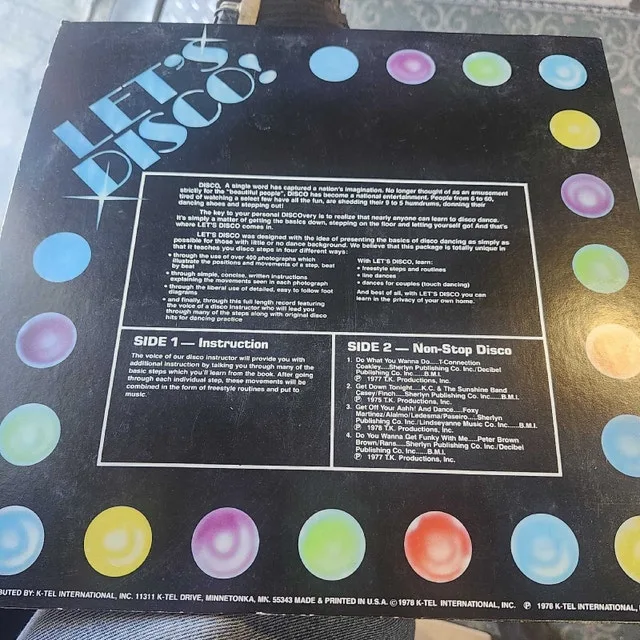 LET'S
DISCO!
DISCO, A single word has captured a nation's imagination. No longer thought of as an amusement
strictly for the "beautiful people", DISCO has become a national entertainment. People from 6 to 60,
tired of watching a select few have all the fun, are shedding their 9 to 5 humdrums, donning their
dancing shoes and stepping out!
The key to your personal DISCOvery is to realize that nearly anyone can learn to disco dance.
It's simply a matter of getting the basics down, stepping on the floor and letting yourself go! And that's
where LET'S DISCO comes in.
LET'S DISCO was designed with the idea of presenting the basics of disco dancing as simply as
possible for those with little or no dance background. We believe that this package is totally unique in
that it teaches you disco steps in four different ways:
• through the use of over 400 photographs which
illustrate the positions and movements of a step, beat
by beat
• through simple, concise, written instructions
explaining the movements seen in each photograph
• through the liberal use of detailed, easy to follow foot
diagrams
• and finally, through this full length record featuring
the voice of a disco instructor who will lead you
through many of the steps along with original disco
hits for dancing practice
With LET'S DISCO, learn:
• freestyle steps and routines
• line dances
• dances for couples (touch dancing)
And best of all, with LET'S DISCO you can
learn in the privacy of your own home.
SIDE 1 — Instruction
The voice of our disco instructor will provide you with
additional instruction by talking you through many of the
basic steps which you'll learn from the book. After going
through each individual step, these movements will be
combined in the form of freestyle routines and put to
music.
SIDE 2 — Non-Stop Disco
1. Do What You Wanna Do....T-Connection
Coakley....Sherlyn Publishing Co. Inc./Decibel
Publishing Co. Inc.....B.M.I.
Ⓟ 1977 T.K. Productions, Inc.
2. Get Down Tonight....K.C. & The Sunshine Band
Casey/Finch....Sherlyn Publishing Co. Inc.....B.M.I.
Ⓟ 1975 T.K. Productions, Inc.
3. Get Off Your Aahh! And Dance....Foxy
Martinez/Alaimo/Ledesma/Paseiro....Sherlyn
Publishing Co. Inc./Lindseyanne Music Co. Inc.....B.M.I.
Ⓟ 1978 T.K. Productions, Inc.
4. Do You Wanna Get Funky With Me....Peter Brown
Brown/Rans....Sherlyn Publishing Co. Inc./Decibel
Publishing Co. Inc.....B.M.I.
Ⓟ 1977 T.K. Productions, Inc.
BUTED BY: K-TEL INTERNATIONAL, INC. 11311 K-TEL DRIVE, MINNETONKA, MN. 55343 MADE & PRINTED IN U.S.A. © 1978 K-TEL INTERNATIONAL, INC. Ⓟ 1978 K-TEL INTERNATIONAL,